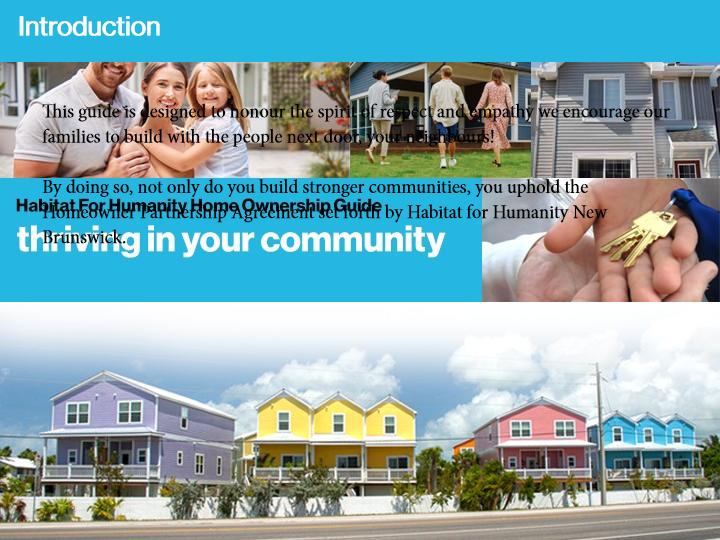 Introduction
This guide is designed to honour the spirit of respect and empathy we encourage our
families to build with the people next door, your neighbours!
By doing so, not only do you build stronger communities, you uphold the
Habitat For Humanity Home Ownership Guide
Homeowner Partnership Agreement set forth by Habitat for Humanity New
Brunswick.
thriving in your community